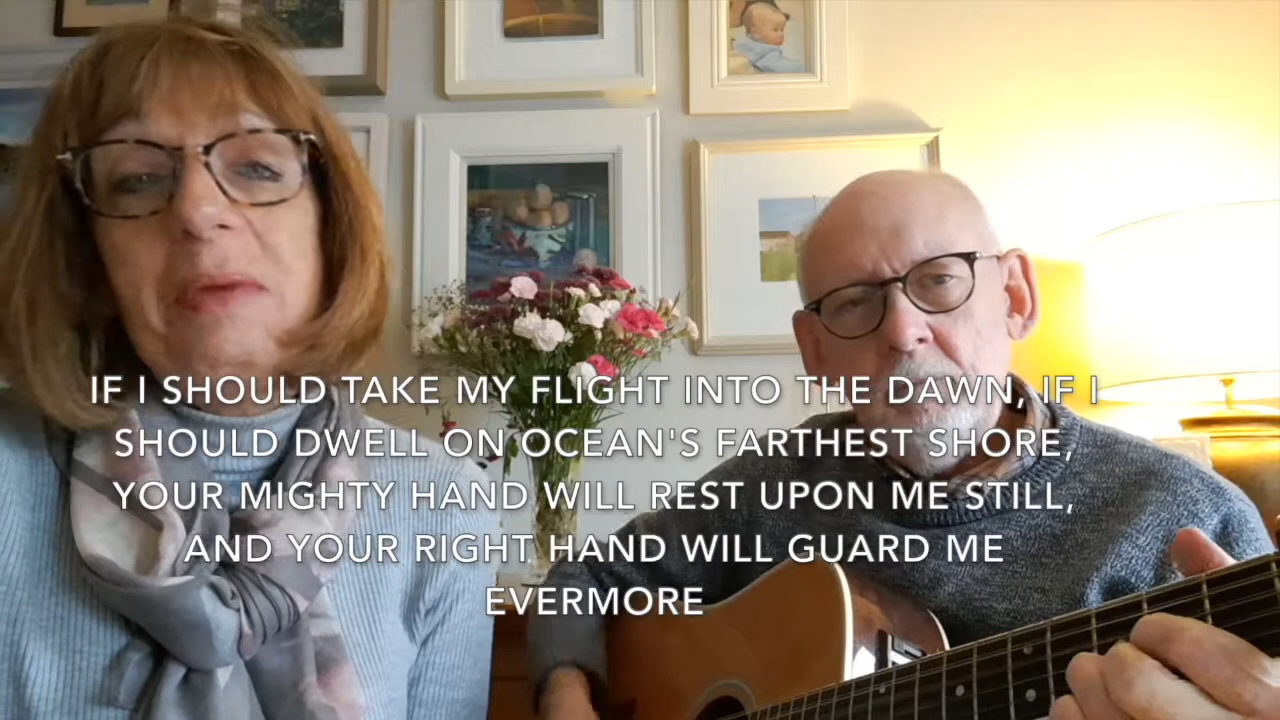 IF I SHOULD TAKE MY FLIGHT INTO THE DAWN, IF I
SHOULD DWELL ON OCEAN'S FARTHEST SHORE,
YOUR MIGHTY HAND WILL REST UPON ME STILL,
AND YOUR RIGHT HAND WILL GUARD ME
EVERMORE